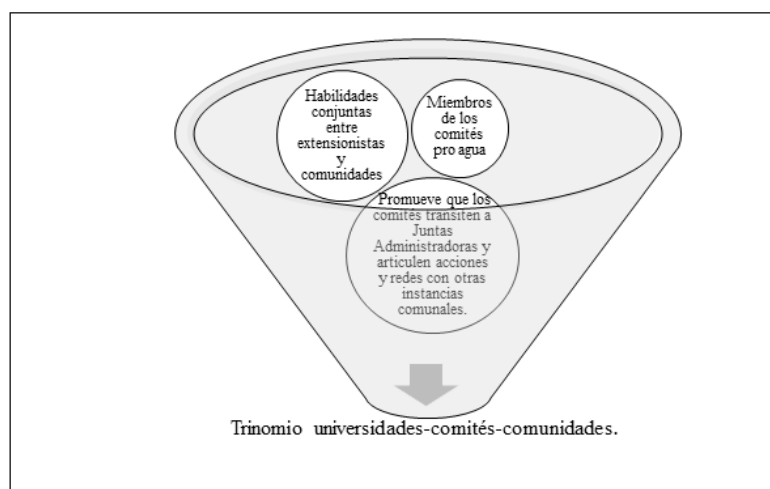 Habilidades
conjuntas
entre
extensionistas
y
comunidades
Miembros
de los
comités
pro agua
Promueve que los
comités transiten a
Juntas
Administradoras y
articulen acciones
y redes con otras
instancias
comunales.
Trinomio universidades-comités-comunidades.